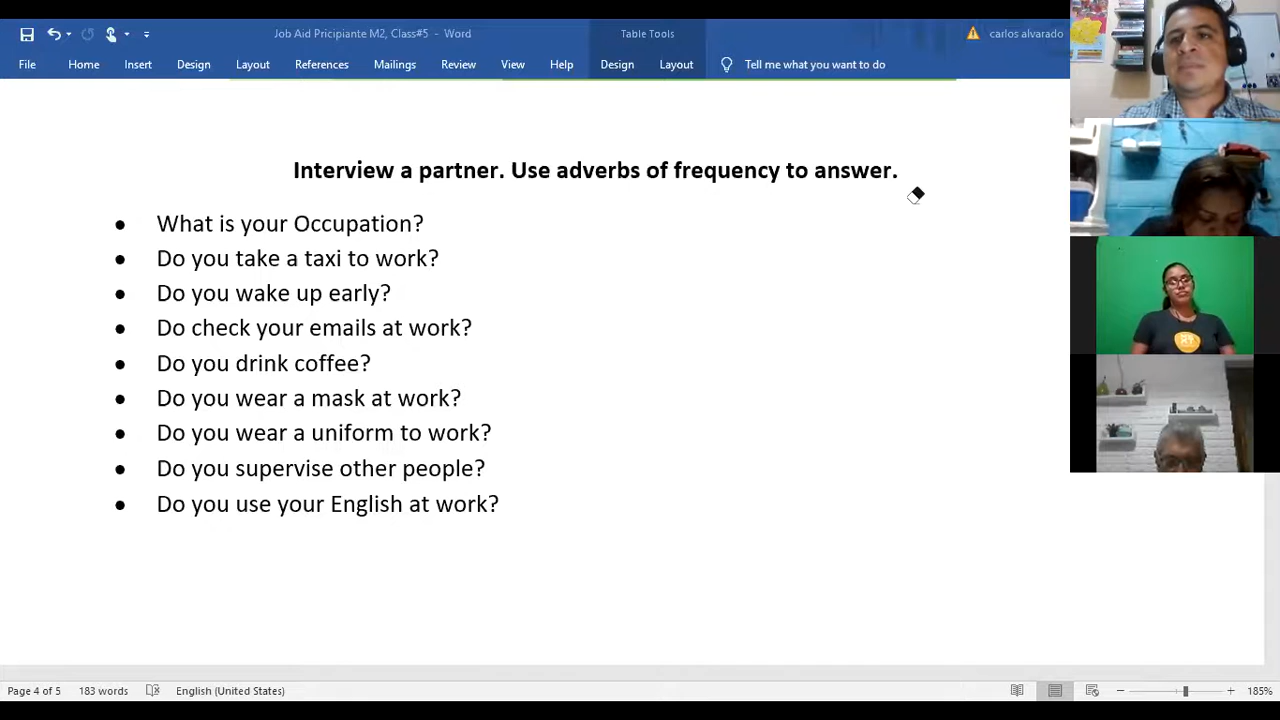 Job Aid Pricipiante M2, Class#5 - Word
Table Tools
carlos alvarado
File Home Insert Design Layout References Mailings Review View Help Design Layout Tell me what you want to do
Interview a partner. Use adverbs of frequency to answer.
● What is your Occupation?
● Do you take a taxi to work?
● Do you wake up early?
● Do check your emails at work?
● Do you drink coffee?
● Do you wear a mask at work?
● Do you wear a uniform to work?
● Do you supervise other people?
● Do you use your English at work?
Page 4 of 5 183 words English (United States) 185%